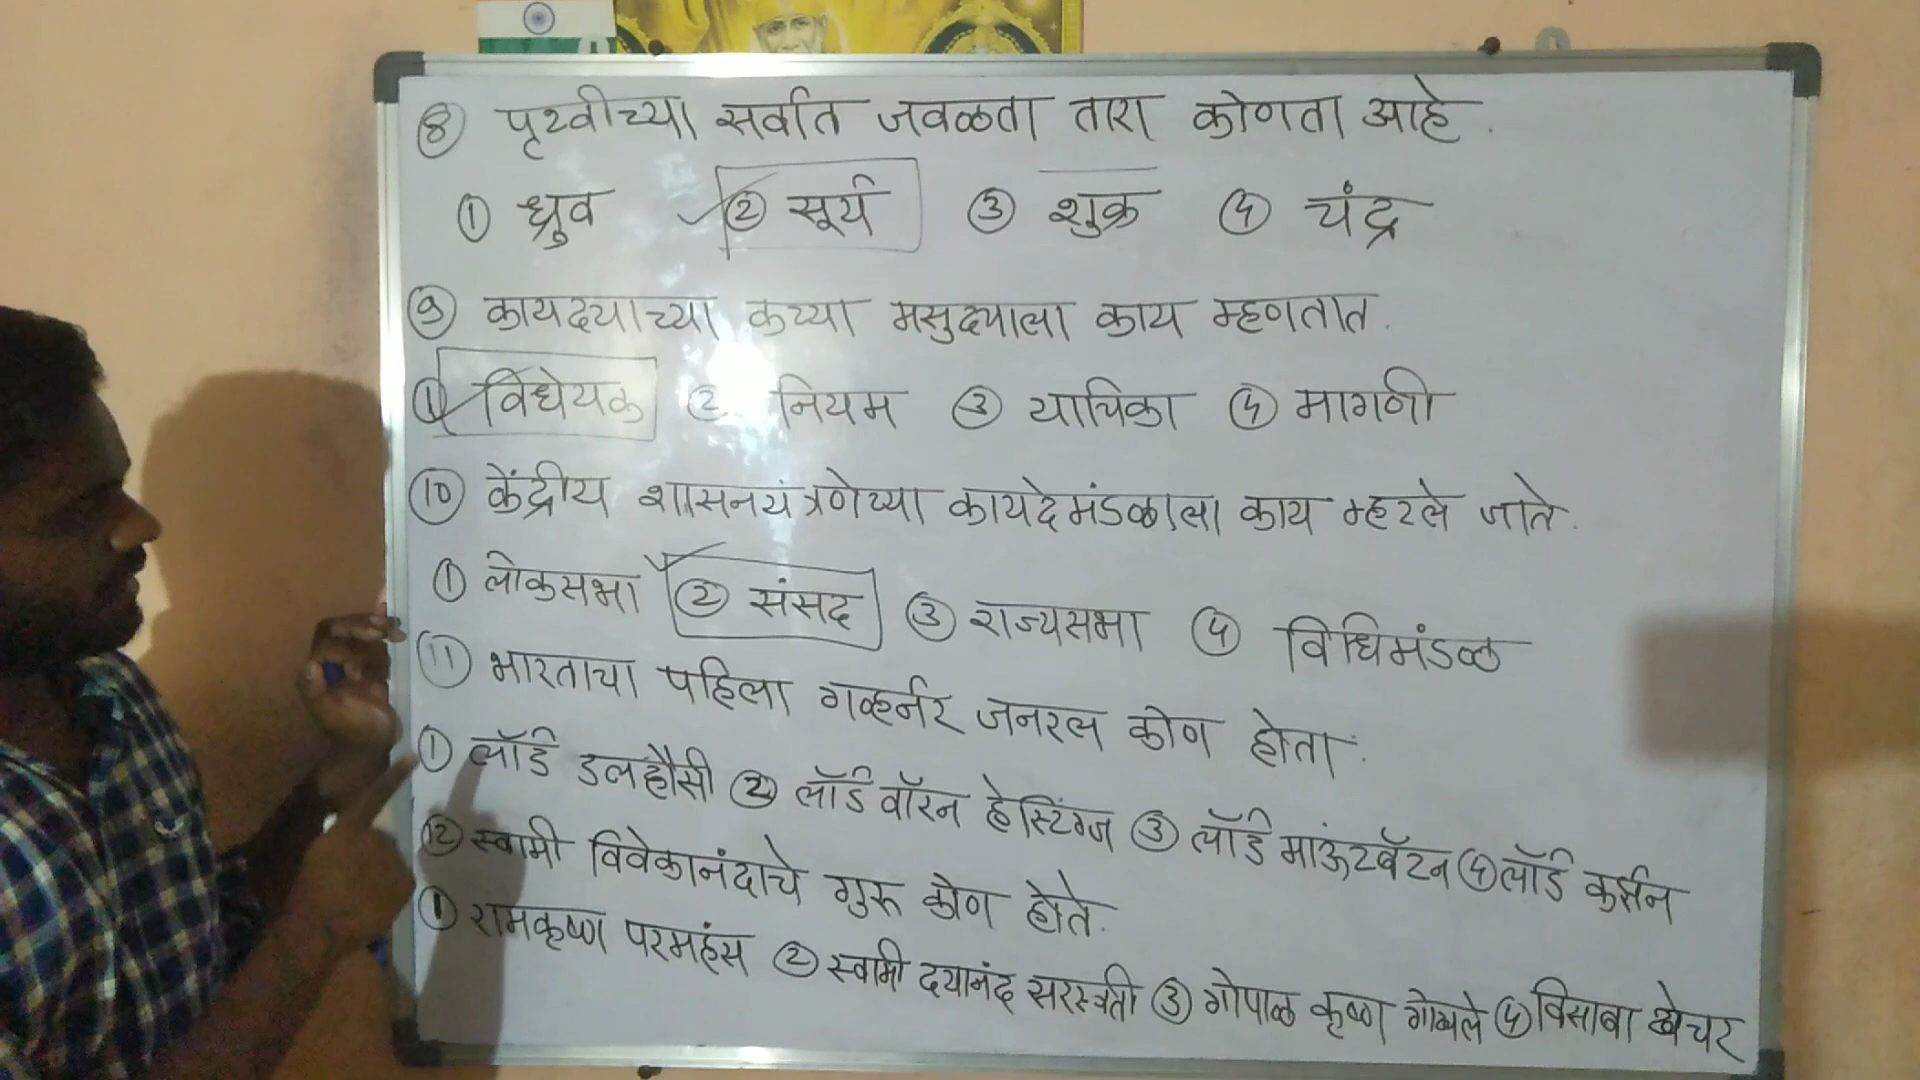 ⑧ पृथ्वीच्या सर्वात जवळता तारा कोणता आहे.
① ध्रुव ② सूर्य ③ शुक्र ④ चंद्र
⑨ कायदयाच्या कच्या मसुद्याला काय म्हणतात.
① विधेयक ② नियम ③ याचिका ④ मागणी
⑩ केंद्रीय शासनयंत्रणेच्या कायदेमंडळाला काय म्हटले जाते.
① लोकसभा ② संसद ③ राज्यसभा ④ विधिमंडळ
⑪ भारताचा पहिला गव्हर्नर जनरल कोण होता.
① लॉर्ड डलहौसी ② लॉर्ड वॉरन हेस्टिंग्ज ③ लॉर्ड माऊंटबॅटन ④ लॉर्ड कर्झन
⑫ स्वामी विवेकानंदाचे गुरू कोण होते.
① रामकृष्ण परमहंस ② स्वामी दयानंद सरस्वती ③ गोपाळ कृष्ण गोखले ④ विसाबा खेचर